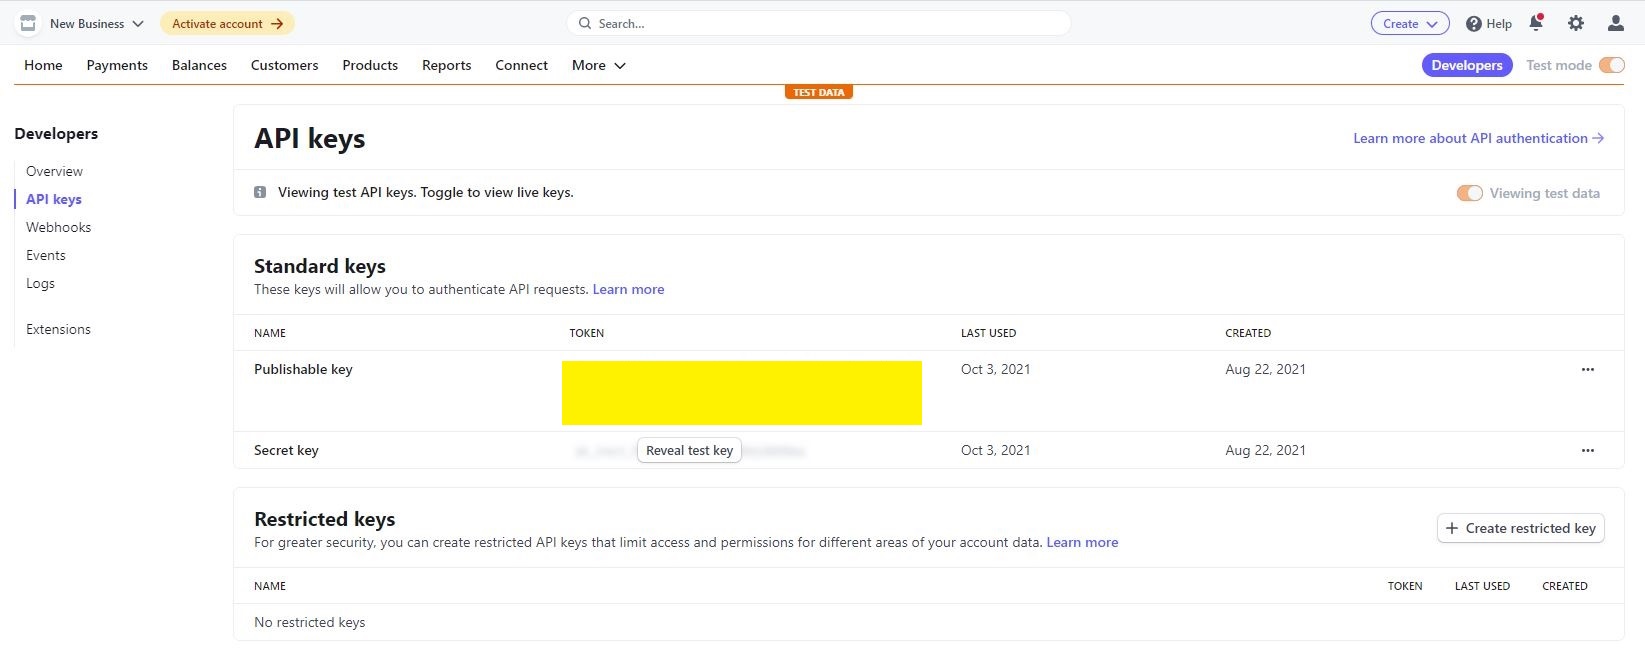 New Business Activate account → Search... Create Help
Home Payments Balances Customers Products Reports Connect More Developers Test mode
TEST DATA
Developers
Overview
API keys
Webhooks
Events
Logs
Extensions
API keys Learn more about API authentication →
Viewing test API keys. Toggle to view live keys. Viewing test data
Standard keys
These keys will allow you to authenticate API requests. Learn more
NAME TOKEN LAST USED CREATED
Publishable key Oct 3, 2021 Aug 22, 2021 •••
Secret key Reveal test key Oct 3, 2021 Aug 22, 2021 •••
Restricted keys
For greater security, you can create restricted API keys that limit access and permissions for different areas of your account data. Learn more
+ Create restricted key
NAME TOKEN LAST USED CREATED
No restricted keys